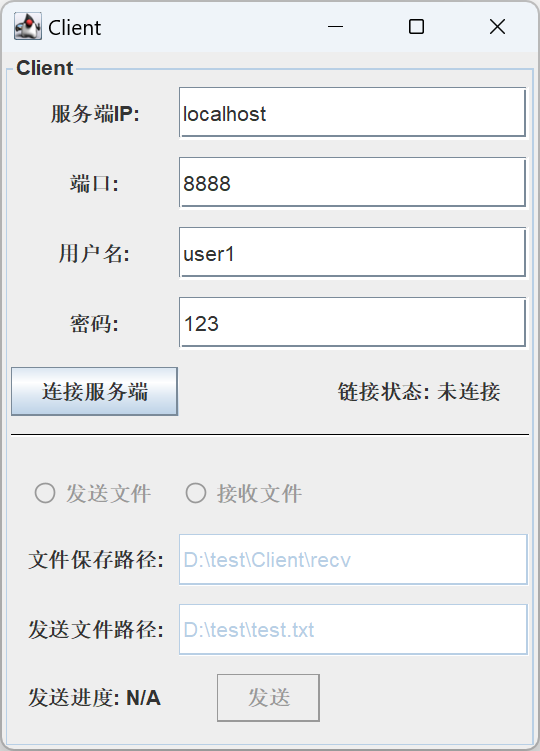 Client
Client
服务端IP: localhost
端口: 8888
用户名: user1
密码: 123
连接服务端 链接状态: 未连接
发送文件 接收文件
文件保存路径: D:\test\Client\recv
发送文件路径: D:\test\test.txt
发送进度: N/A 发送